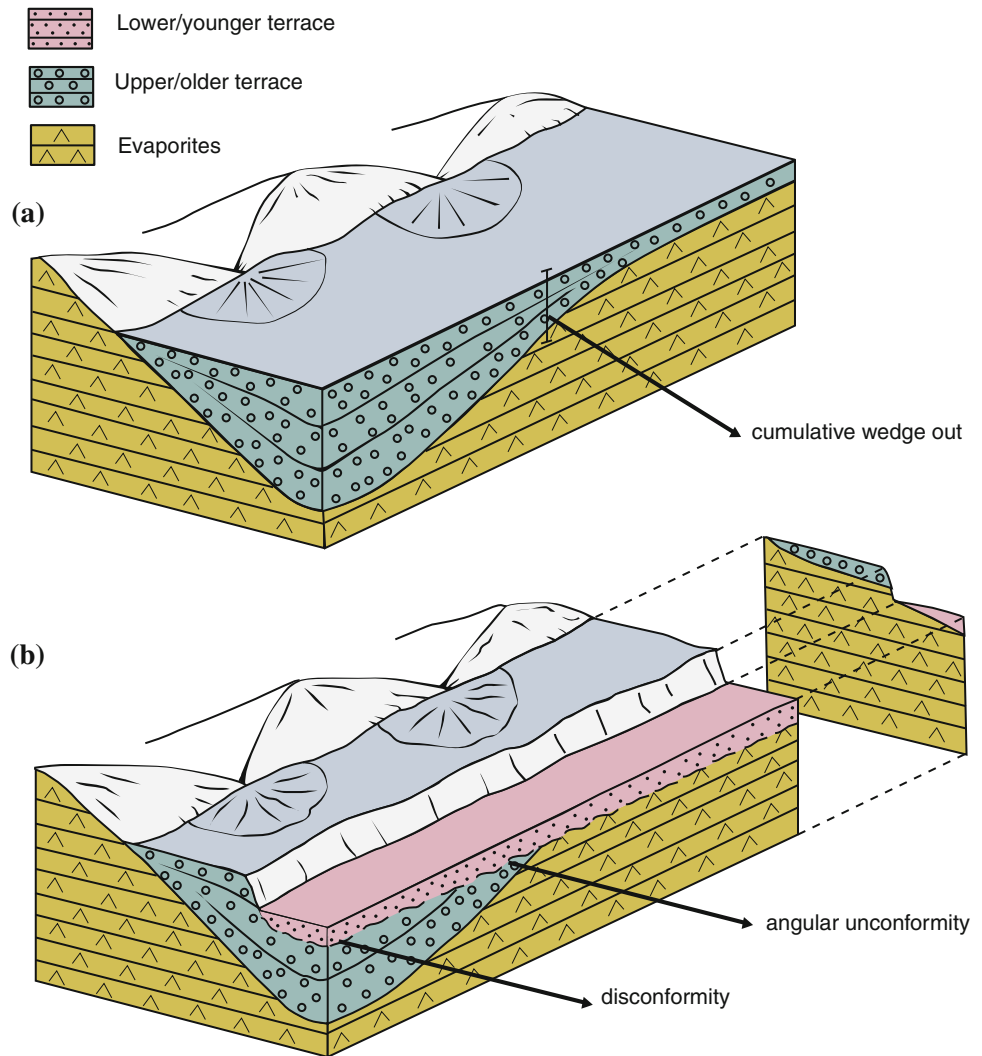 Lower/younger terrace
Upper/older terrace
Evaporites
(a)
cumulative wedge out
(b)
angular unconformity
disconformity